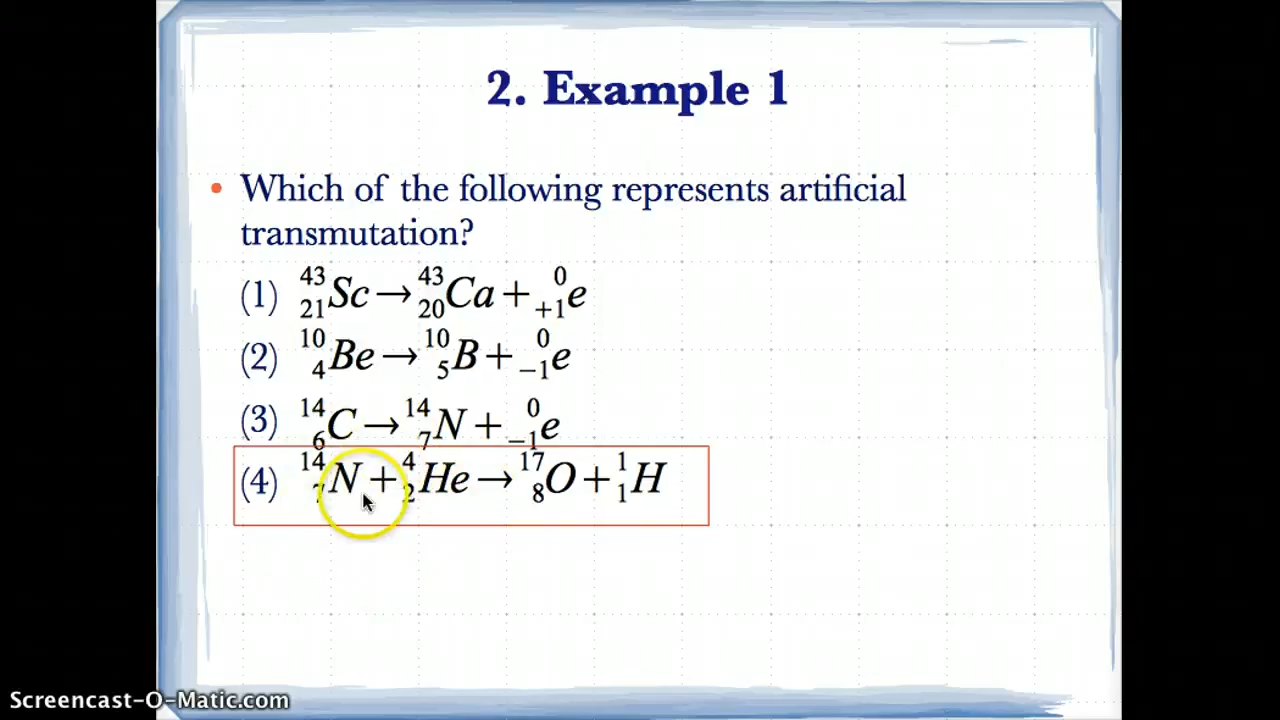 2. Example 1
• Which of the following represents artificial
transmutation?
(1) ⁴³₂₁Sc → ⁴³₂₀Ca + ⁰₊₁e
(2) ¹⁰₄Be → ¹⁰₅B + ⁰₋₁e
(3) ¹⁴₆C → ¹⁴₇N + ⁰₋₁e
(4) ¹⁴₇N + ⁴₂He → ¹⁷₈O + ¹₁H
Screencast-O-Matic.com